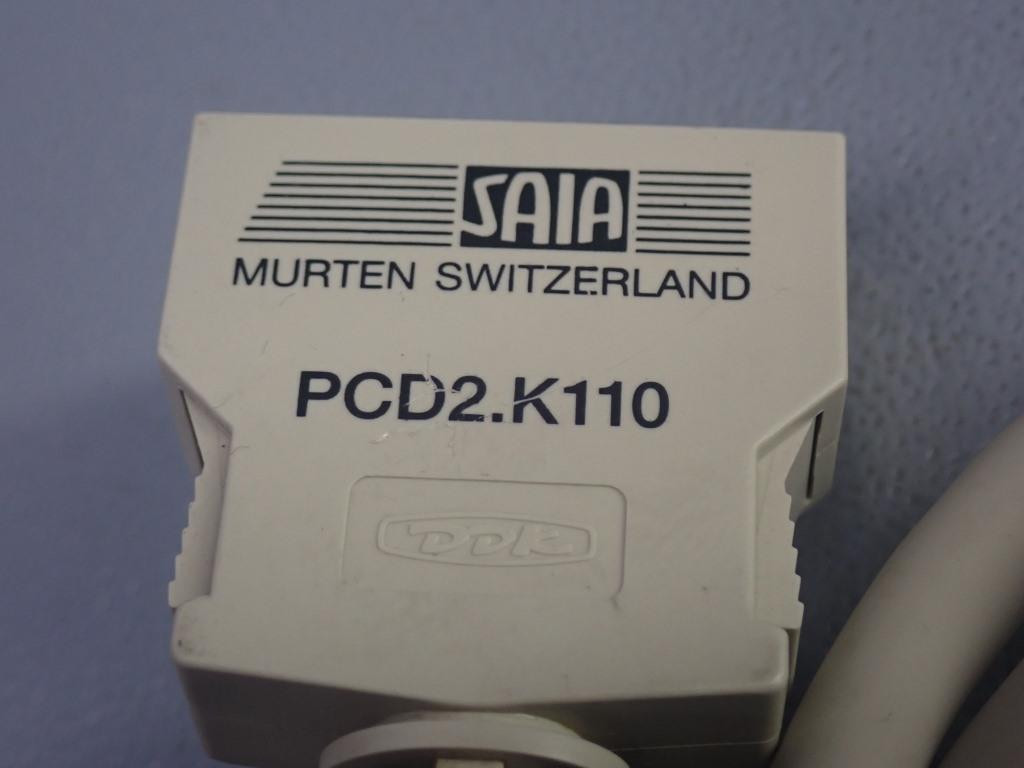 SAIA
MURTEN SWITZERLAND
PCD2.K110
DDK